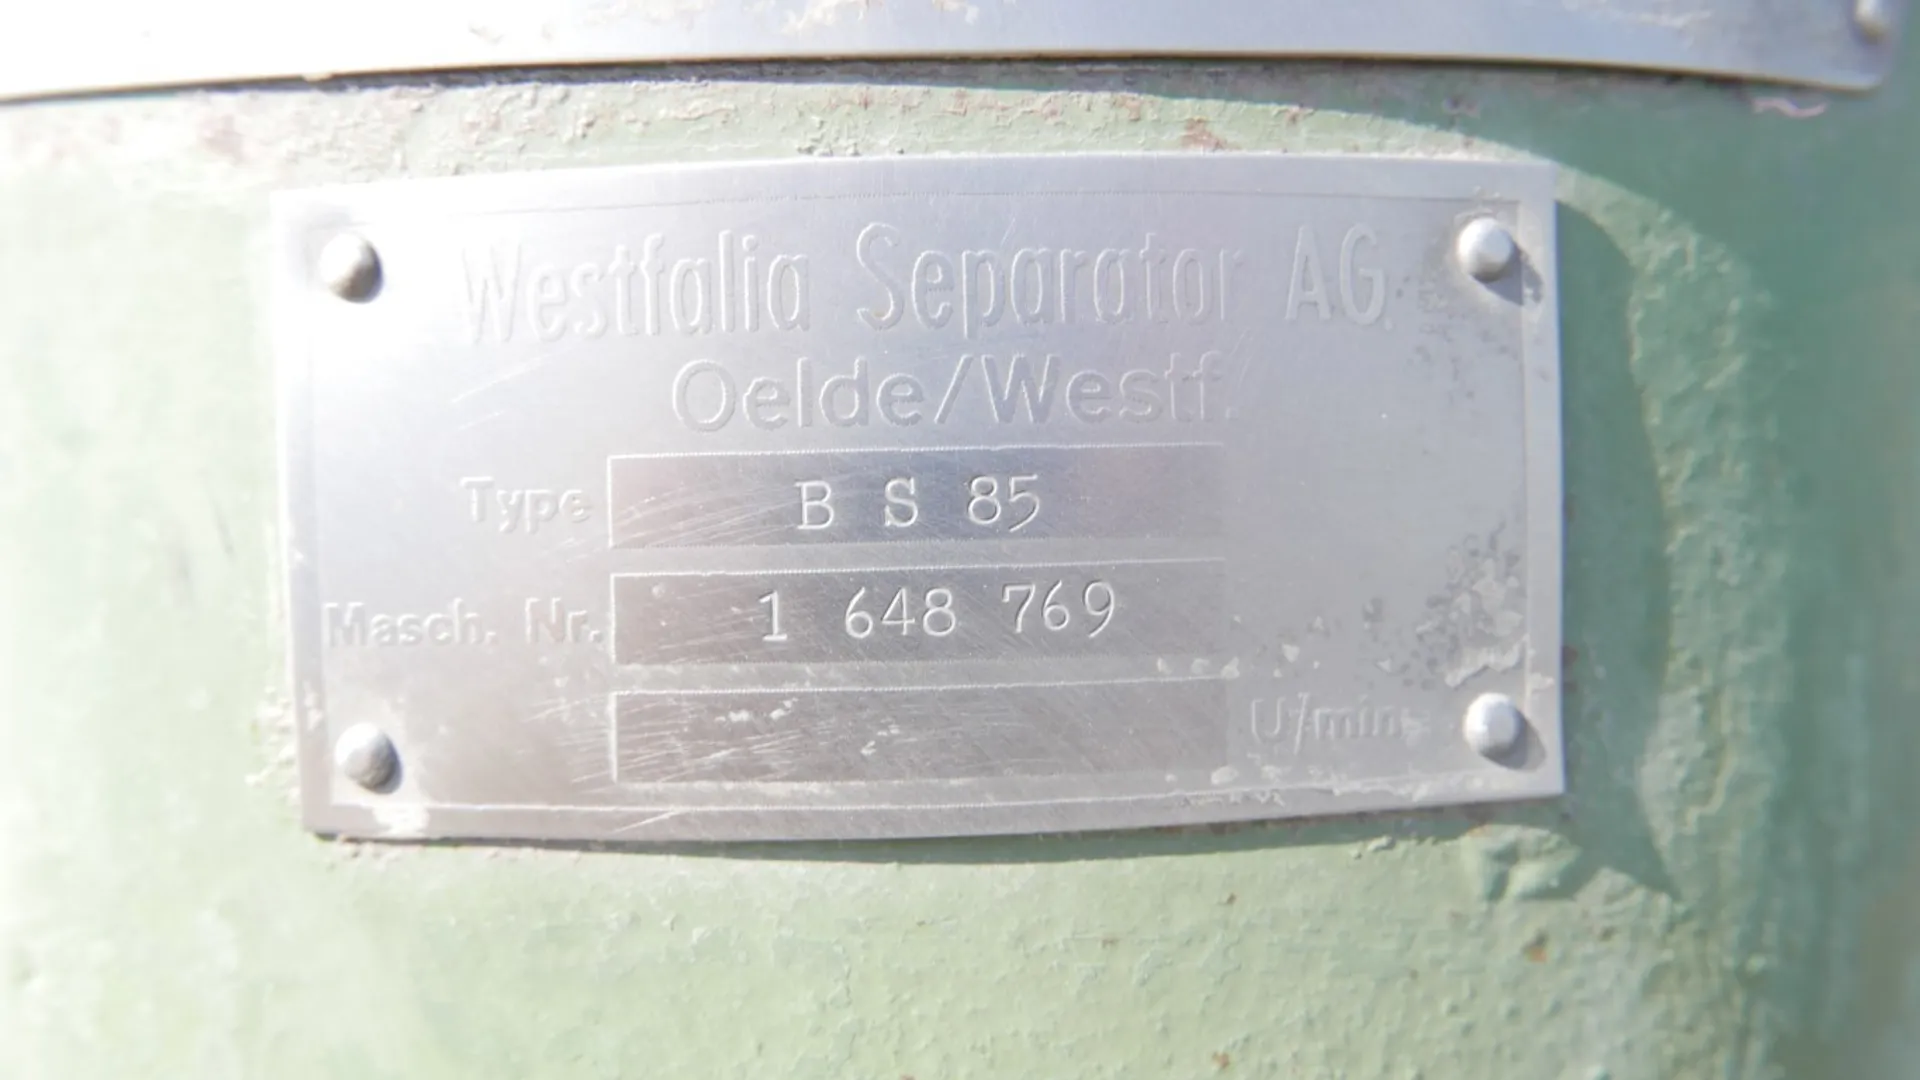 Westfalia Separator AG.
Oelde/Westf.
Type B S 85
Masch. Nr. 1 648 769
U/min